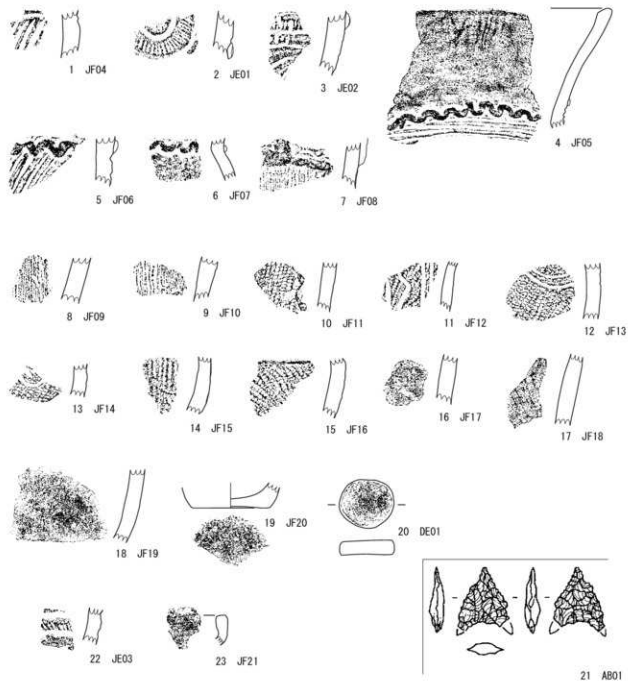 1 JF04
2 JE01
3 JE02
4 JF05
5 JF06
6 JF07
7 JF08
8 JF09
9 JF10
10 JF11
11 JF12
12 JF13
13 JF14
14 JF15
15 JF16
16 JF17
17 JF18
18 JF19
19 JF20
20 DE01
21 AB01
22 JE03
23 JF21